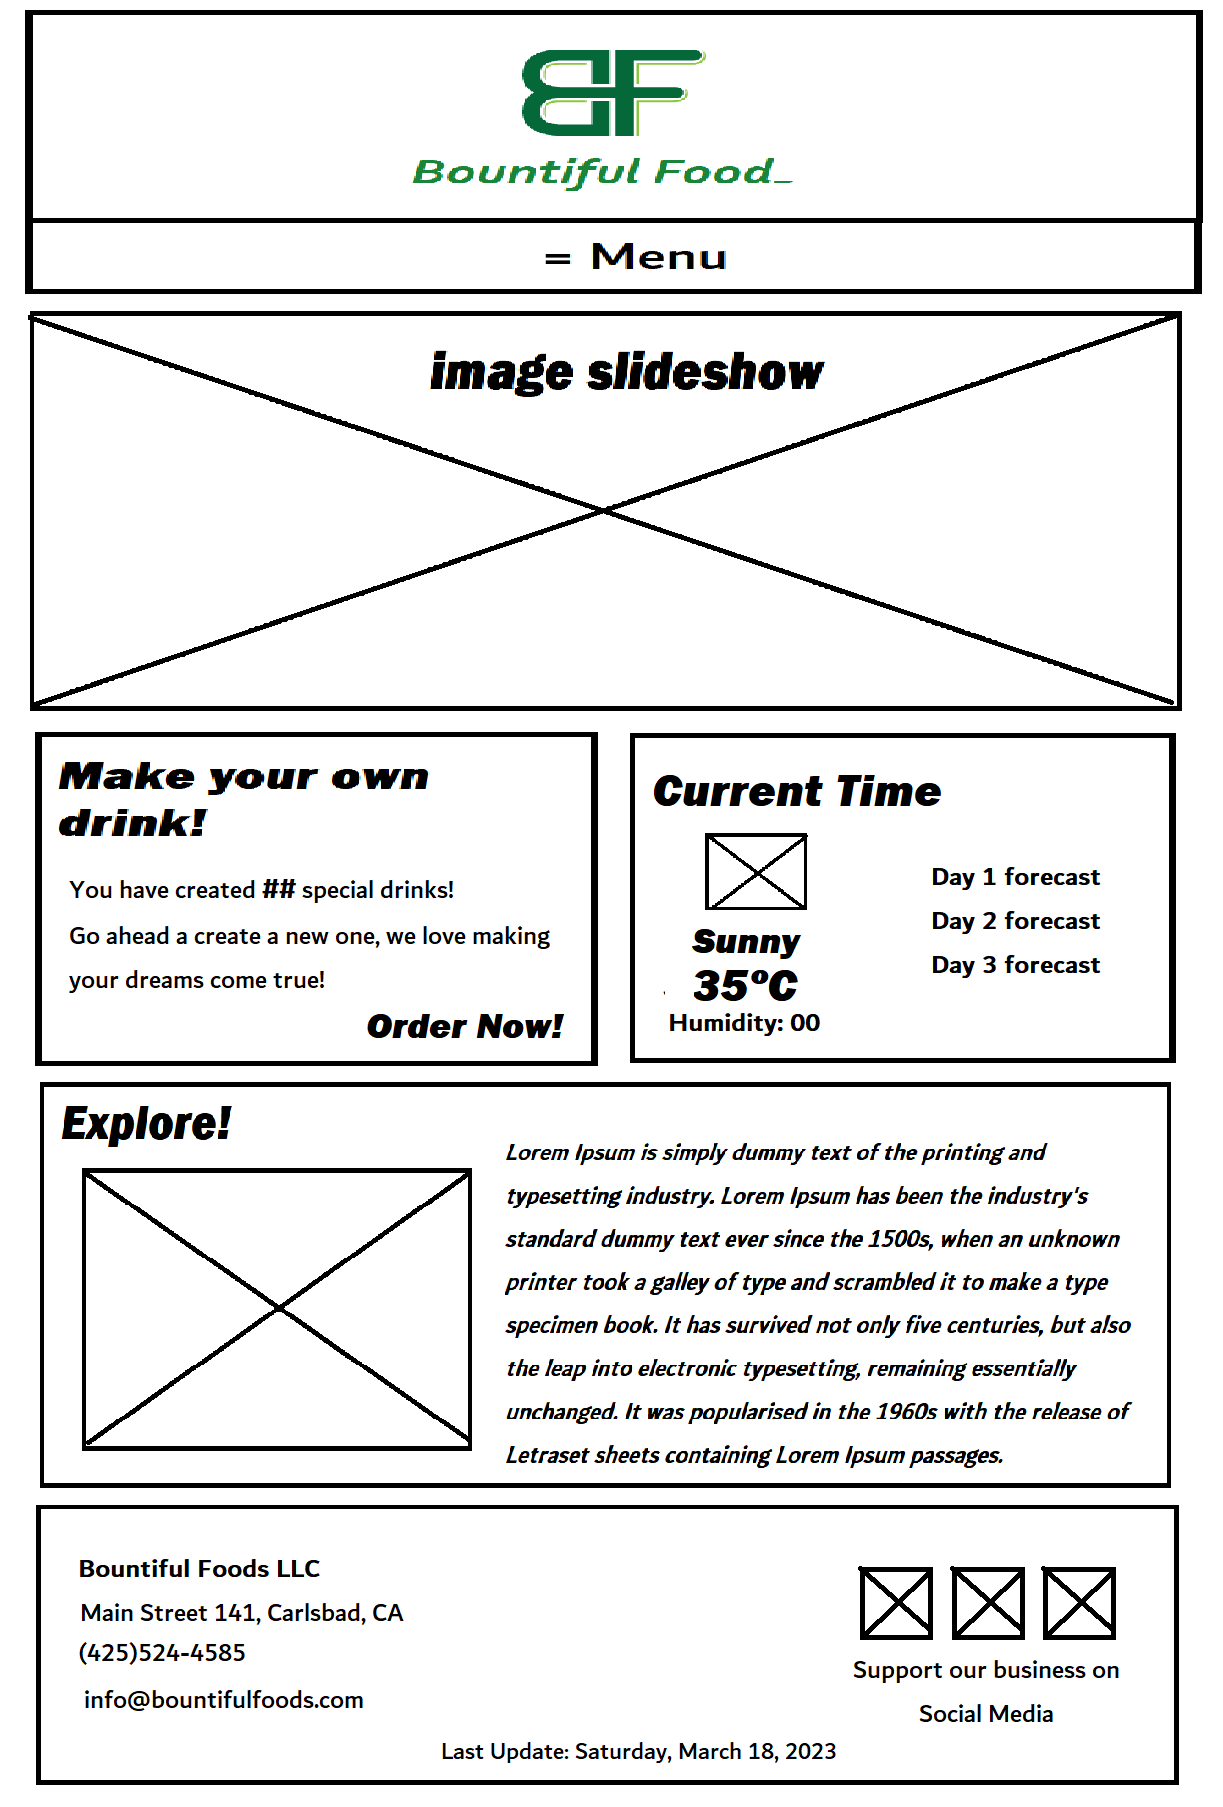 BF
Bountiful Food_
= Menu
image slideshow
Make your own
drink!
You have created ## special drinks!
Go ahead a create a new one, we love making
your dreams come true!
Order Now!
Current Time
Sunny
35°C
Humidity: 00
Day 1 forecast
Day 2 forecast
Day 3 forecast
Explore!
Lorem Ipsum is simply dummy text of the printing and
typesetting industry. Lorem Ipsum has been the industry's
standard dummy text ever since the 1500s, when an unknown
printer took a galley of type and scrambled it to make a type
specimen book. It has survived not only five centuries, but also
the leap into electronic typesetting, remaining essentially
unchanged. It was popularised in the 1960s with the release of
Letraset sheets containing Lorem Ipsum passages.
Bountiful Foods LLC
Main Street 141, Carlsbad, CA
(425)524-4585
info@bountifulfoods.com
Support our business on
Social Media
Last Update: Saturday, March 18, 2023